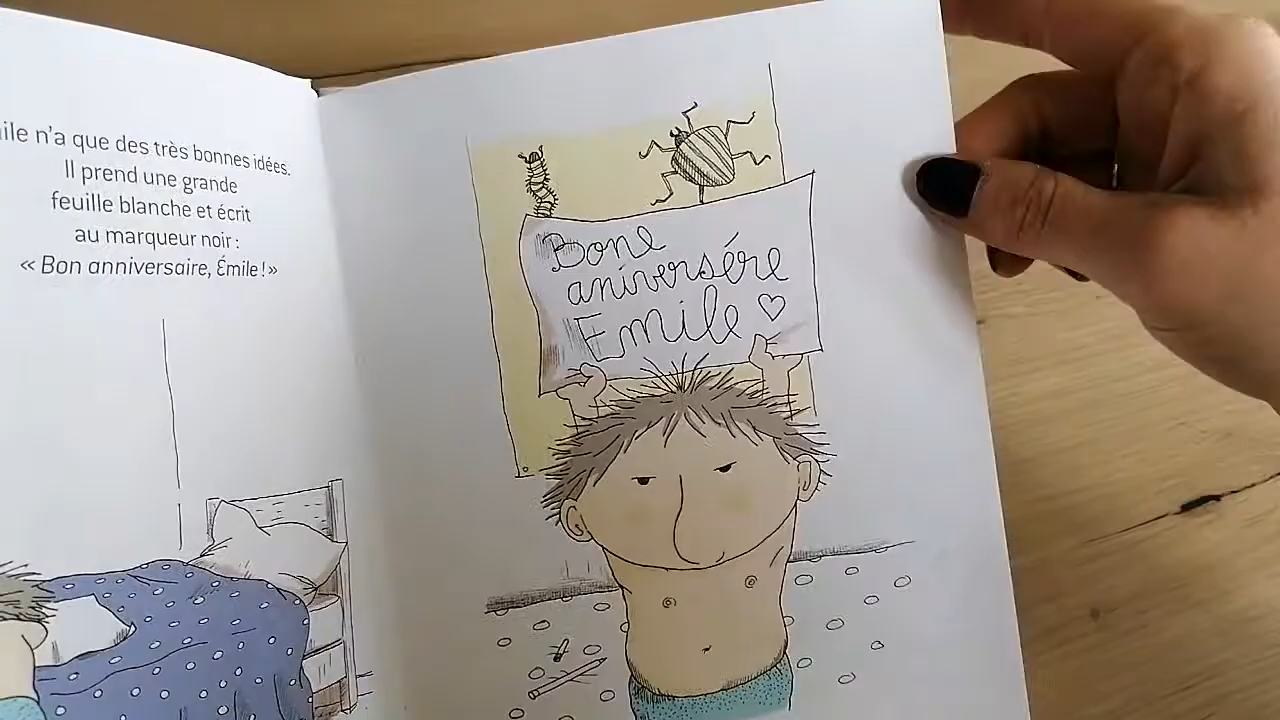 n'a que des très bonnes idées.
Il prend une grande
feuille blanche et écrit
au marqueur noir :
« Bon anniversaire, Émile ! »
Bone
aniversére
Emile ♡